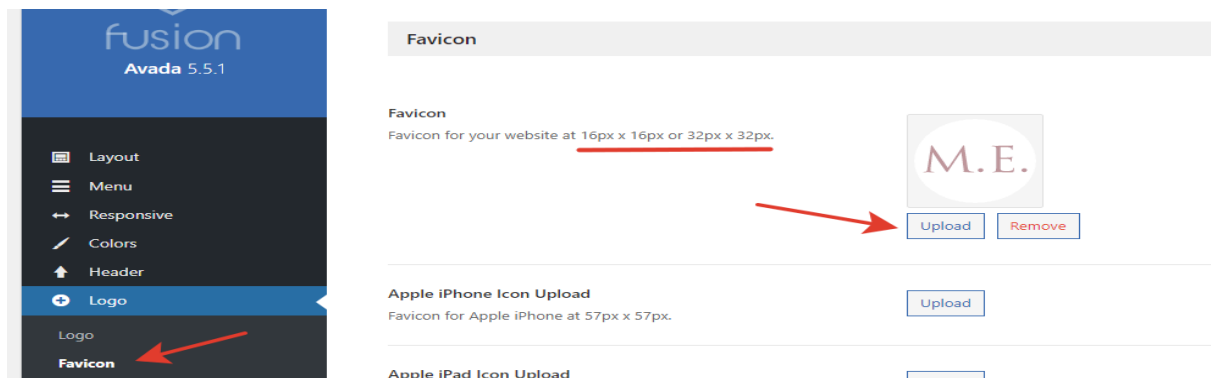 fusion
Avada 5.5.1
Layout
Menu
Responsive
Colors
Header
Logo
Logo
Favicon
Favicon
Favicon
Favicon for your website at 16px x 16px or 32px x 32px.
M.E.
Upload
Remove
Apple iPhone Icon Upload
Favicon for Apple iPhone at 57px x 57px.
Upload
Apple iPad Icon Upload